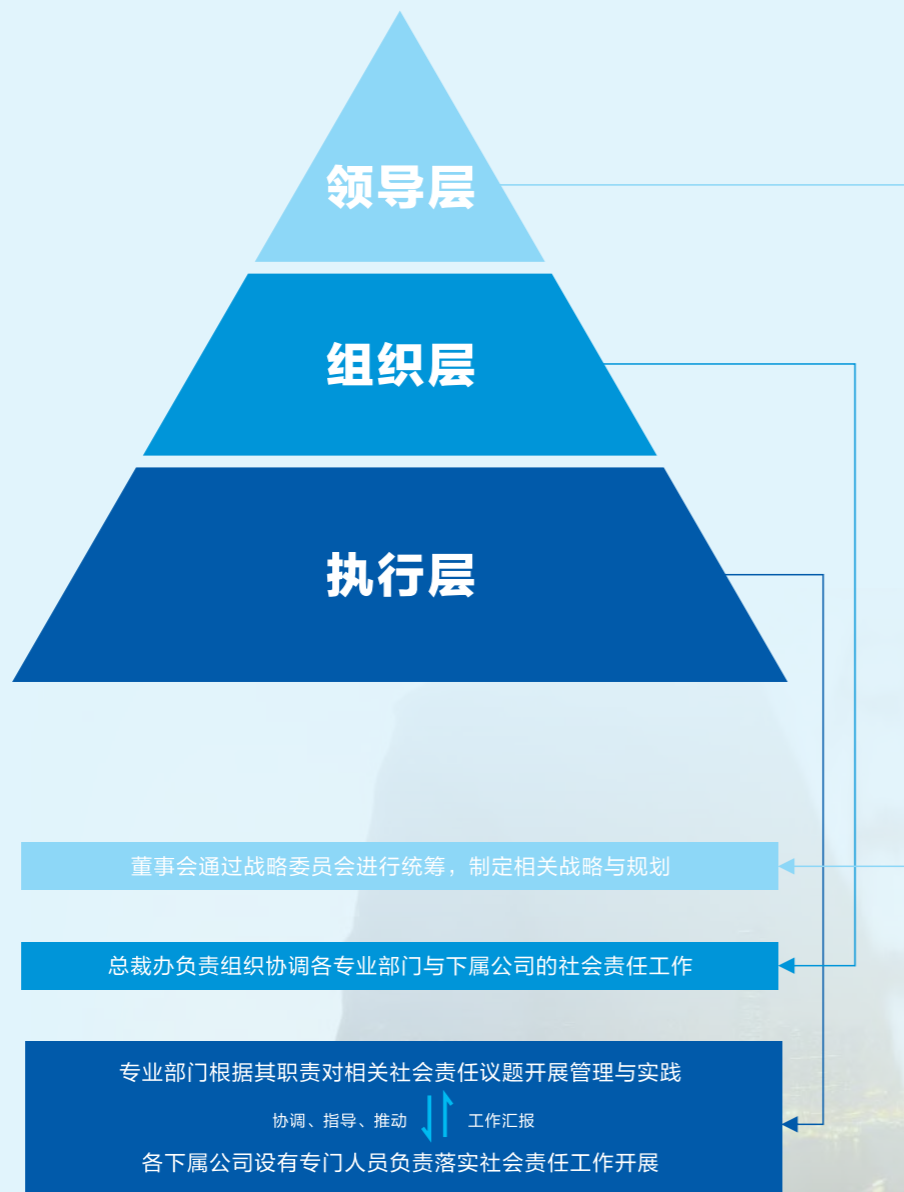 领导层
组织层
执行层
董事会通过战略委员会进行统筹，制定相关战略与规划
总裁办负责组织协调各专业部门与下属公司的社会责任工作
专业部门根据其职责对相关社会责任议题开展管理与实践
协调、指导、推动 工作汇报
各下属公司设有专门人员负责落实社会责任工作开展